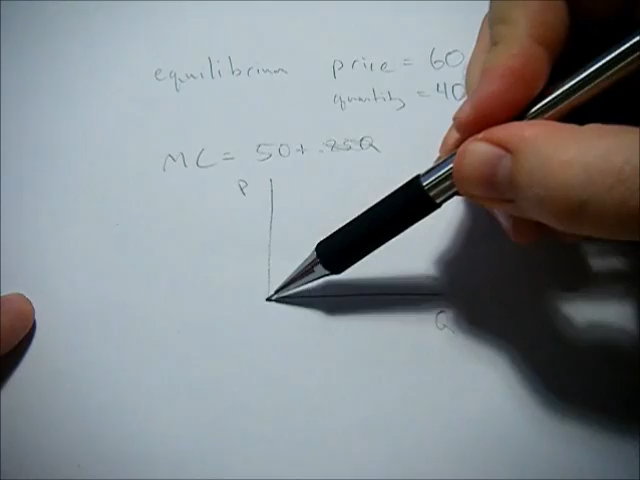 equilibrium price = 60
quantity = 40
MC = 50+ .25Q
P
Q